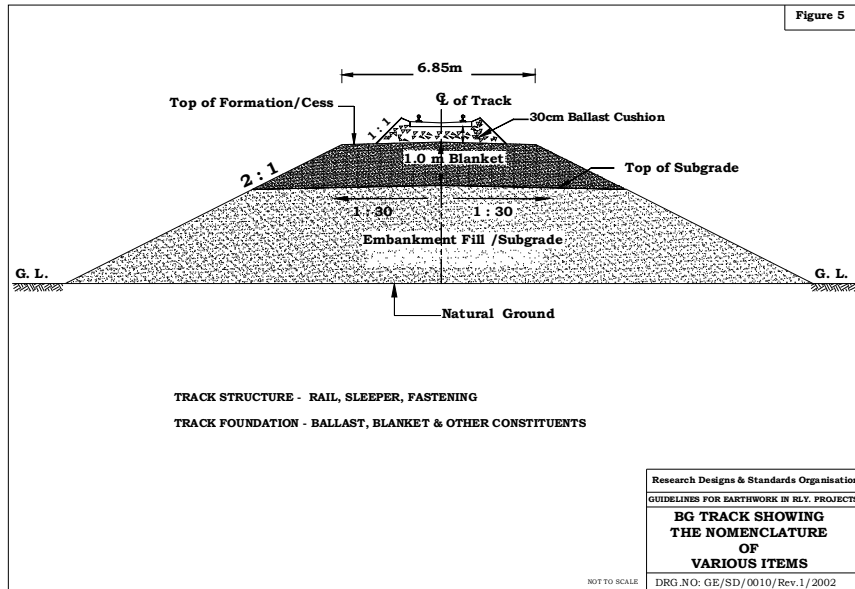 Figure 5
6.85m
Top of Formation/Cess
℄ of Track
30cm Ballast Cushion
1 : 1
1.0 m Blanket
2 : 1
Top of Subgrade
1 : 30
1 : 30
Embankment Fill /Subgrade
G. L.
G. L.
Natural Ground
TRACK STRUCTURE - RAIL, SLEEPER, FASTENING
TRACK FOUNDATION - BALLAST, BLANKET & OTHER CONSTITUENTS
Research Designs & Standards Organisation
GUIDELINES FOR EARTHWORK IN RLY. PROJECTS
BG TRACK SHOWING
THE NOMENCLATURE
OF
VARIOUS ITEMS
NOT TO SCALE
DRG.NO: GE/SD/0010/Rev.1/2002